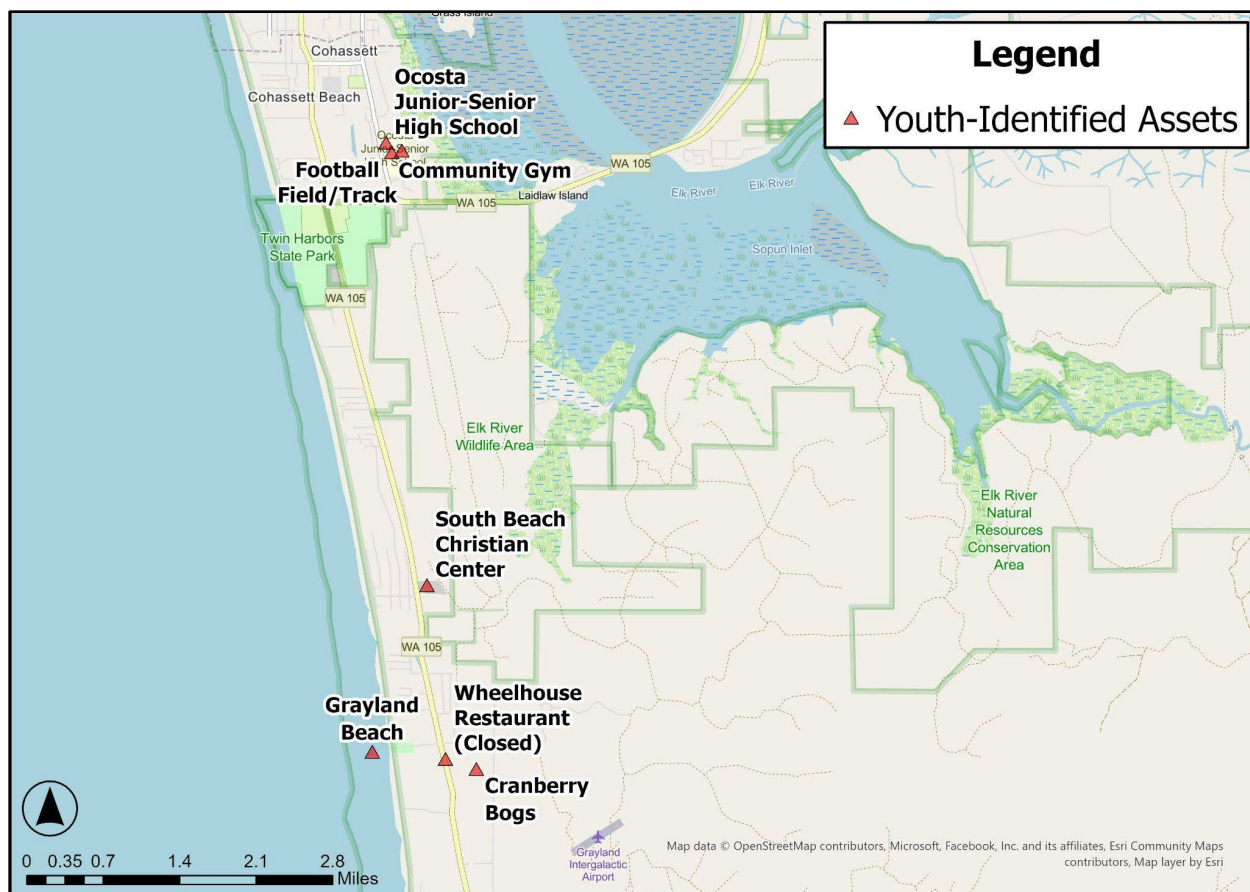 Grass Island
Cohassett
Cohassett Beach
Ocosta
Junior-Senior
High School
Legend
Youth-Identified Assets
Football
Field/Track
Community Gym
WA 105
WA 105
Laidlaw Island
Elk River
Elk River
Sopun Inlet
Twin Harbors
State Park
WA 105
Elk River
Wildlife Area
Elk River
Natural
Resources
Conservation
Area
South Beach
Christian
Center
WA 105
Grayland
Beach
Wheelhouse
Restaurant
(Closed)
Cranberry
Bogs
Grayland
Intergalactic
Airport
0 0.35 0.7 1.4 2.1 2.8
Miles
Map data © OpenStreetMap contributors, Microsoft, Facebook, Inc. and its affiliates, Esri Community Maps
contributors, Map layer by Esri